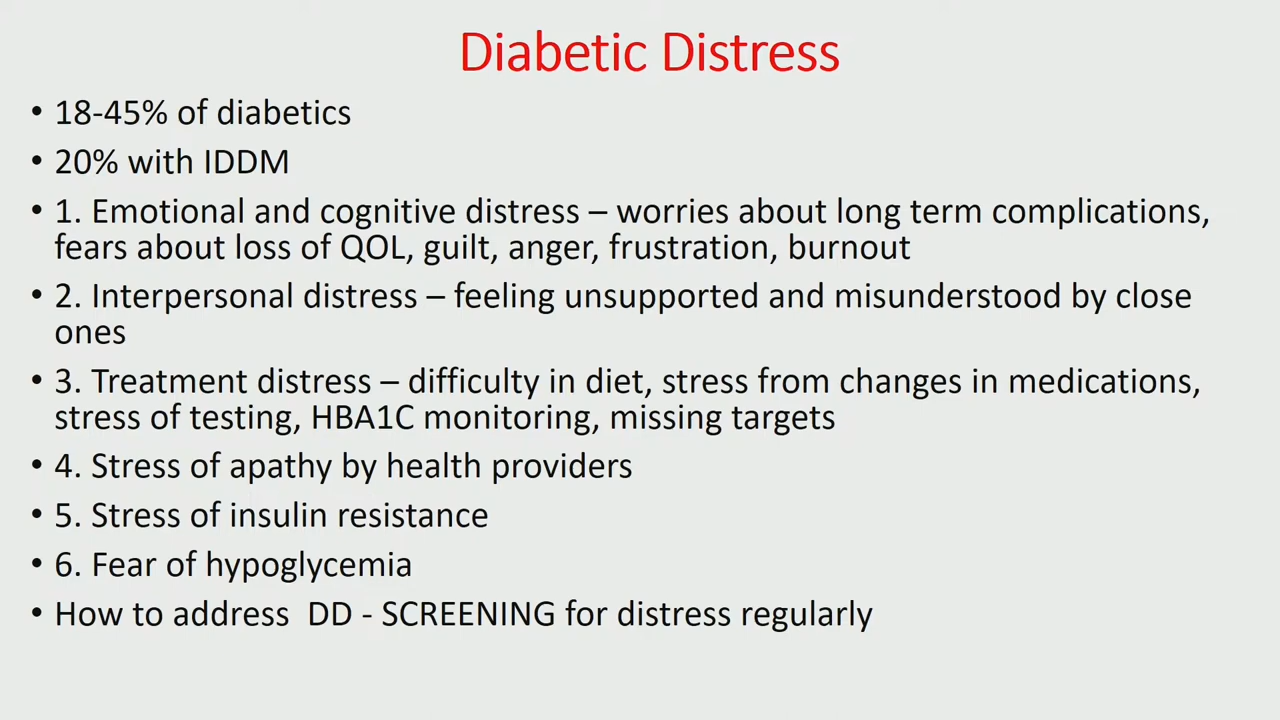 Diabetic Distress
• 18-45% of diabetics
• 20% with IDDM
• 1. Emotional and cognitive distress – worries about long term complications,
fears about loss of QOL, guilt, anger, frustration, burnout
• 2. Interpersonal distress – feeling unsupported and misunderstood by close
ones
• 3. Treatment distress – difficulty in diet, stress from changes in medications,
stress of testing, HBA1C monitoring, missing targets
• 4. Stress of apathy by health providers
• 5. Stress of insulin resistance
• 6. Fear of hypoglycemia
• How to address  DD - SCREENING for distress regularly